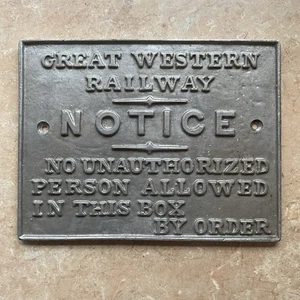 GREAT WESTERN
RAILWAY
NOTICE
NO UNAUTHORIZED
PERSON ALLOWED
IN THIS BOX
BY ORDER